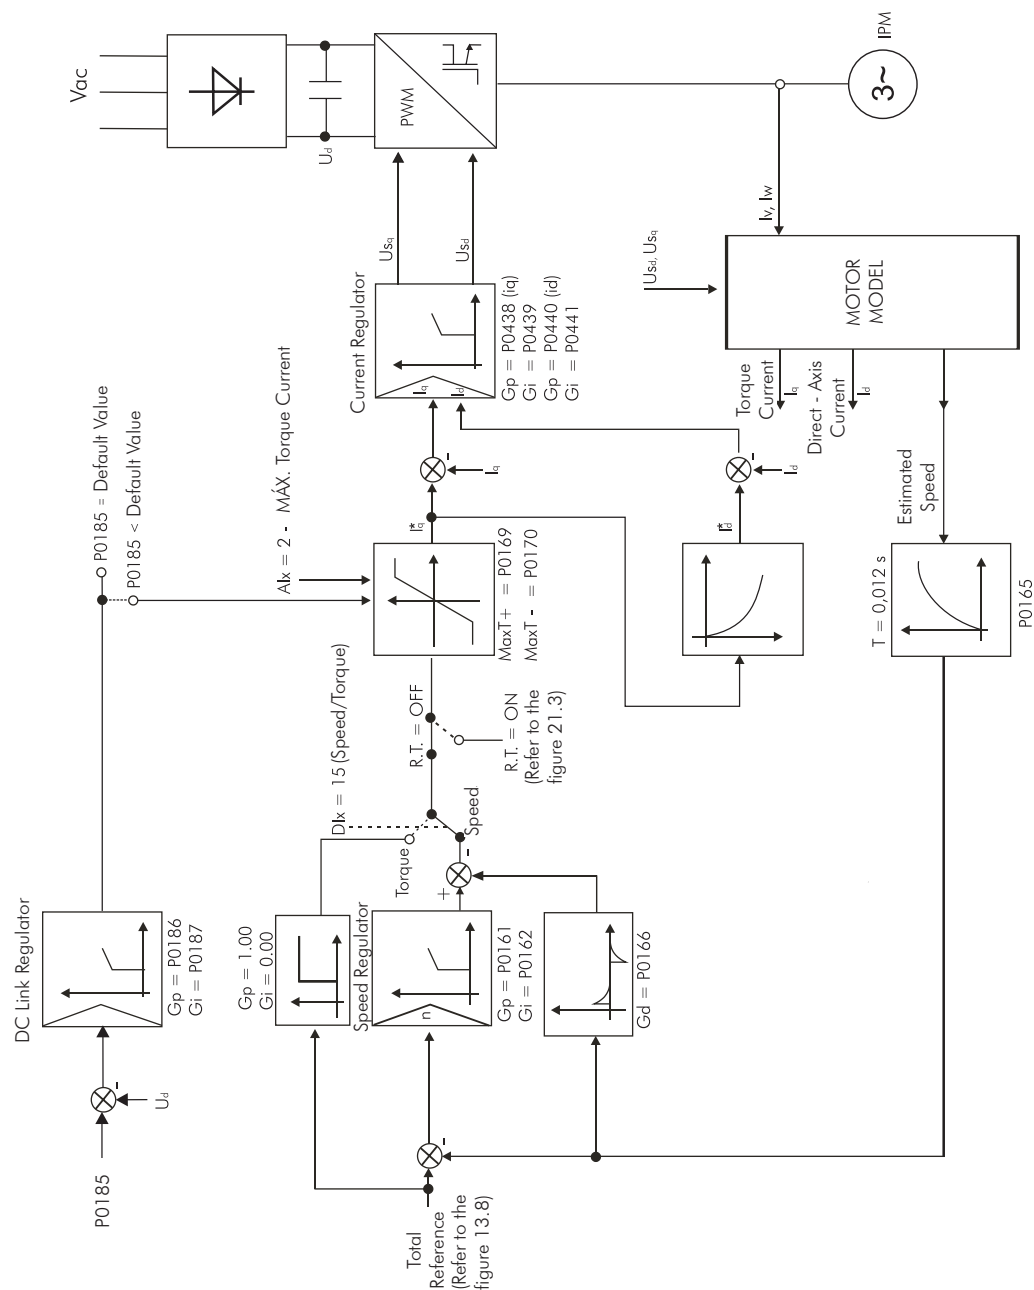 P0185
Ud
-
DC Link Regulator
Gp = P0186
Gi = P0187
P0185 = Default Value
P0185 < Default Value
AIx = 2 - MÁX. Torque Current
Vac
Ud
PWM
IPM
3~
Total
Reference
(Refer to the
figure 13.8)
-
Gp = 1.00
Gi = 0.00
Speed Regulator
n
Gp = P0161
Gi = P0162
Gd = P0166
+
-
Torque
Speed
DIx = 15 (Speed/Torque)
R.T. = OFF
R.T. = ON
(Refer to the
figure 21.3)
MaxT+ = P0169
MaxT - = P0170
I*q
-
Iq
Current Regulator
Iq
Id
Gp = P0438 (iq)
Gi = P0439
Gp = P0440 (id)
Gi = P0441
Usq
Usd
I*d
-
Id
Usd, Usq
Iv, Iw
MOTOR
MODEL
Torque
Current
Iq
Direct - Axis
Current
Id
Estimated
Speed
T = 0,012 s
P0165